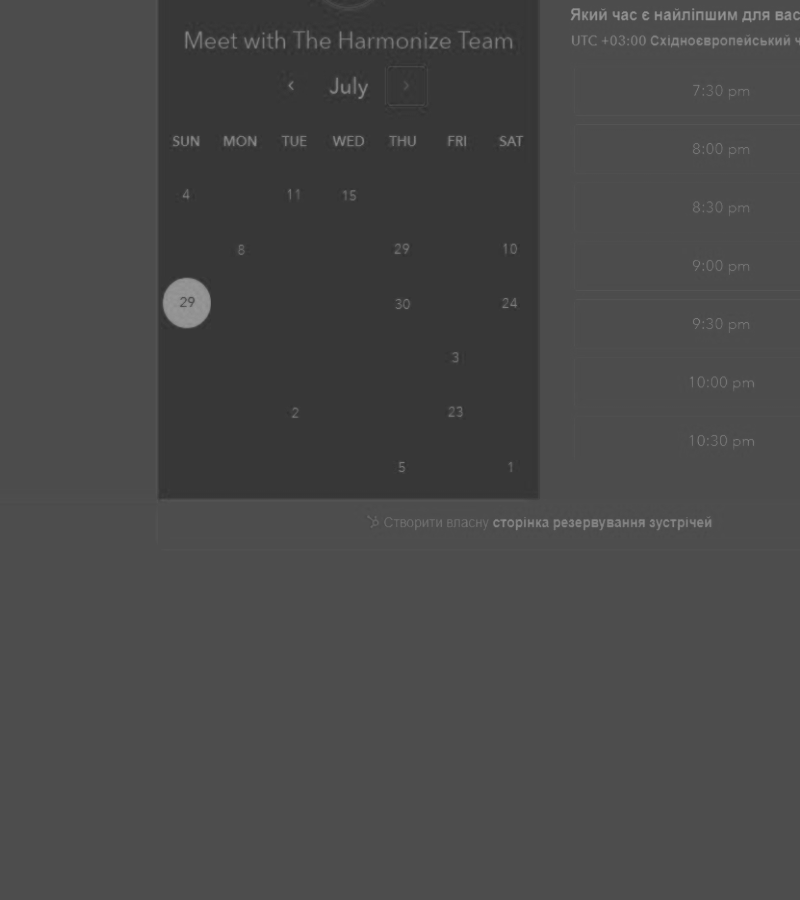 Meet with The Harmonize Team
July
SUN MON TUE WED THU FRI SAT
4 11 15
8 29 10
29 30 24
3
2 23
5 1
Який час є найліпшим для вас
UTC +03:00 Східноєвропейський ч
7:30 pm
8:00 pm
8:30 pm
9:00 pm
9:30 pm
10:00 pm
10:30 pm
Створити власну сторінка резервування зустрічей